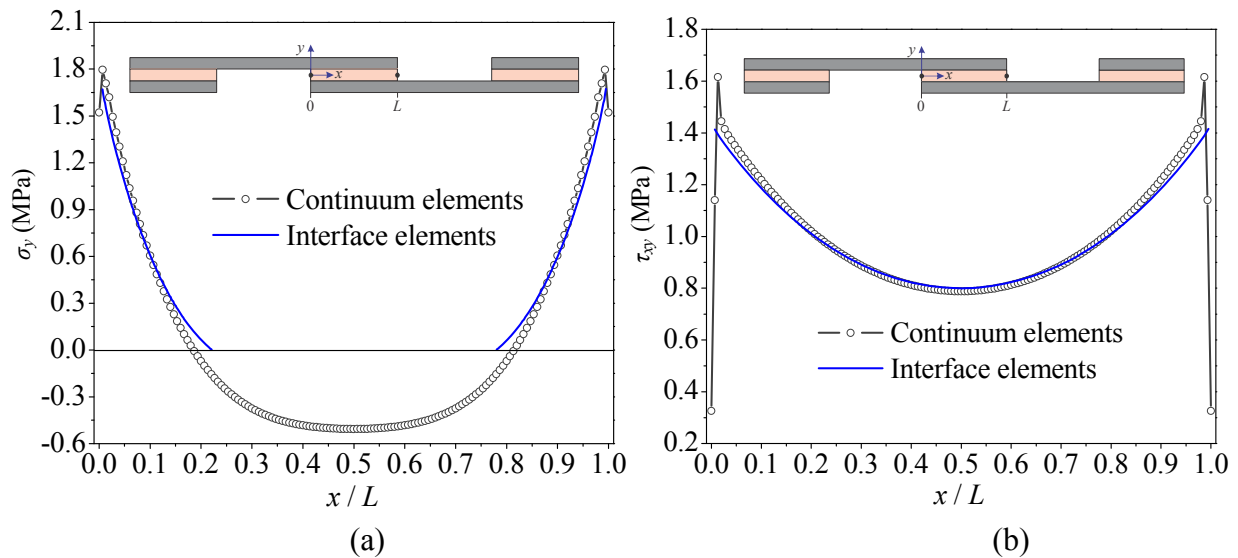 2.1
1.8
1.5
1.2
0.9
0.6
0.3
0.0
-0.3
-0.6
σy (MPa)
y
x
0
L
Continuum elements
Interface elements
0.0 0.1 0.2 0.3 0.4 0.5 0.6 0.7 0.8 0.9 1.0
x / L
(a)
1.8
1.6
1.4
1.2
1.0
0.8
0.6
0.4
0.2
τxy (MPa)
y
x
0
L
Continuum elements
Interface elements
0.0 0.1 0.2 0.3 0.4 0.5 0.6 0.7 0.8 0.9 1.0
x / L
(b)